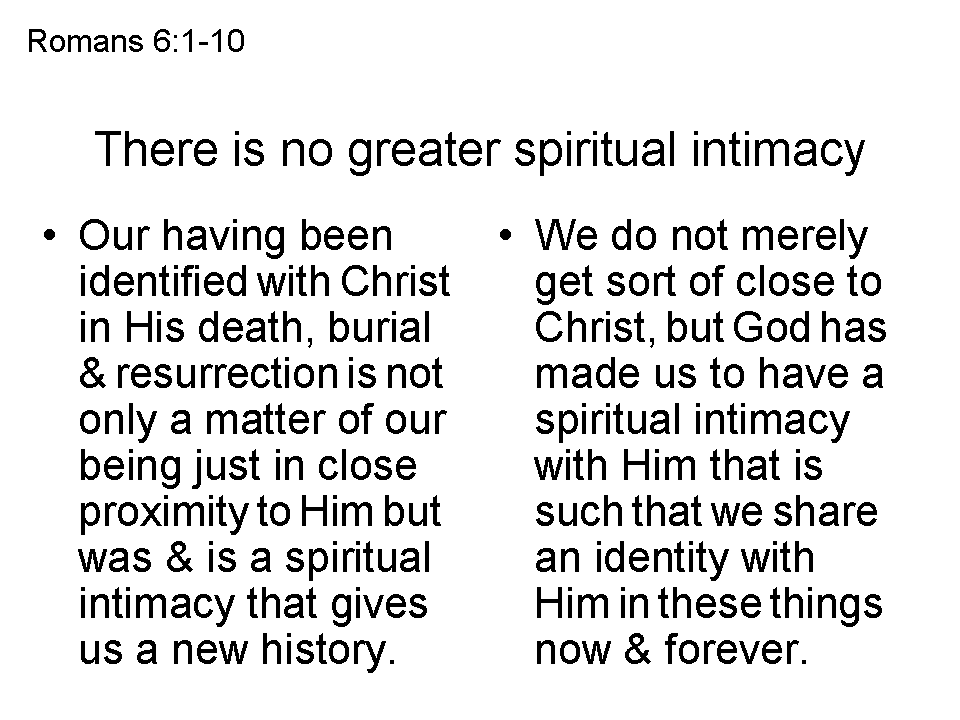 Romans 6:1-10
There is no greater spiritual intimacy
• Our having been
identified with Christ
in His death, burial
& resurrection is not
only a matter of our
being just in close
proximity to Him but
was & is a spiritual
intimacy that gives
us a new history.
• We do not merely
get sort of close to
Christ, but God has
made us to have a
spiritual intimacy
with Him that is
such that we share
an identity with
Him in these things
now & forever.